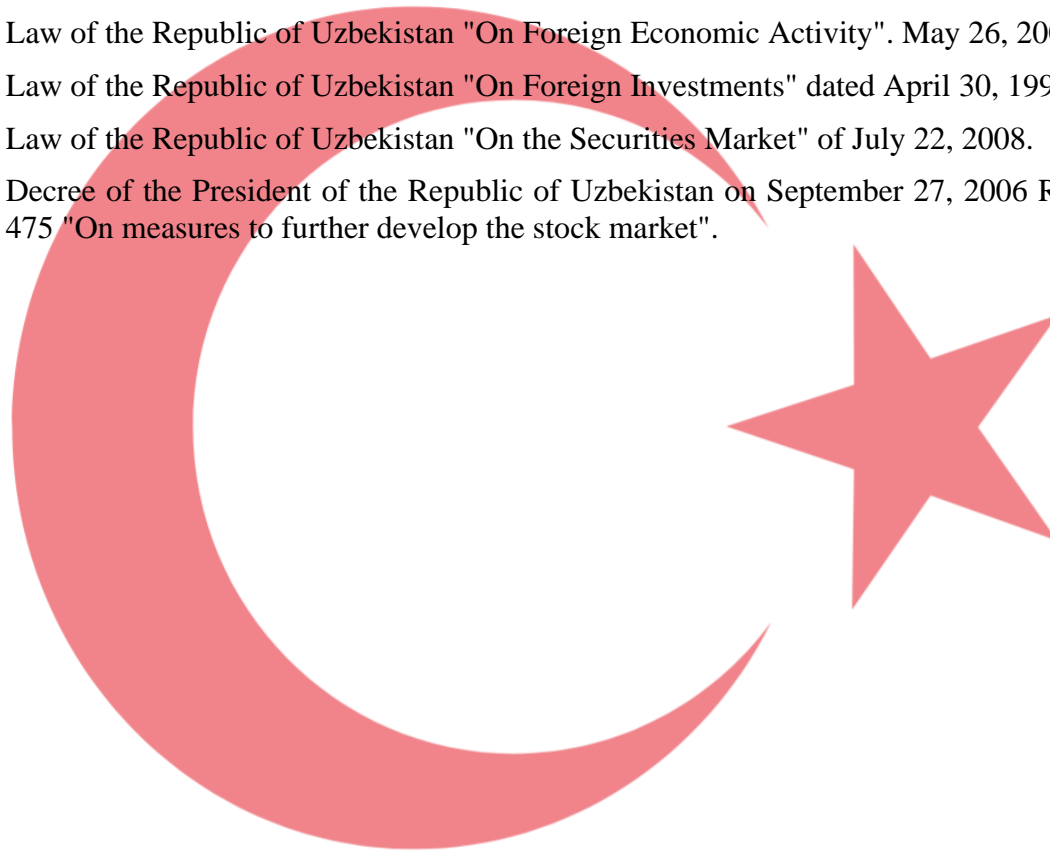 Law of the Republic of Uzbekistan "On Foreign Economic Activity". May 26, 
Law of the Republic of Uzbekistan "On Foreign Investments" dated April 30, 
Law of the Republic of Uzbekistan "On the Securities Market" of July 22, 2008.
Decree of the President of the Republic of Uzbekistan on September 27, 2006
475 "On measures to further develop the stock market".